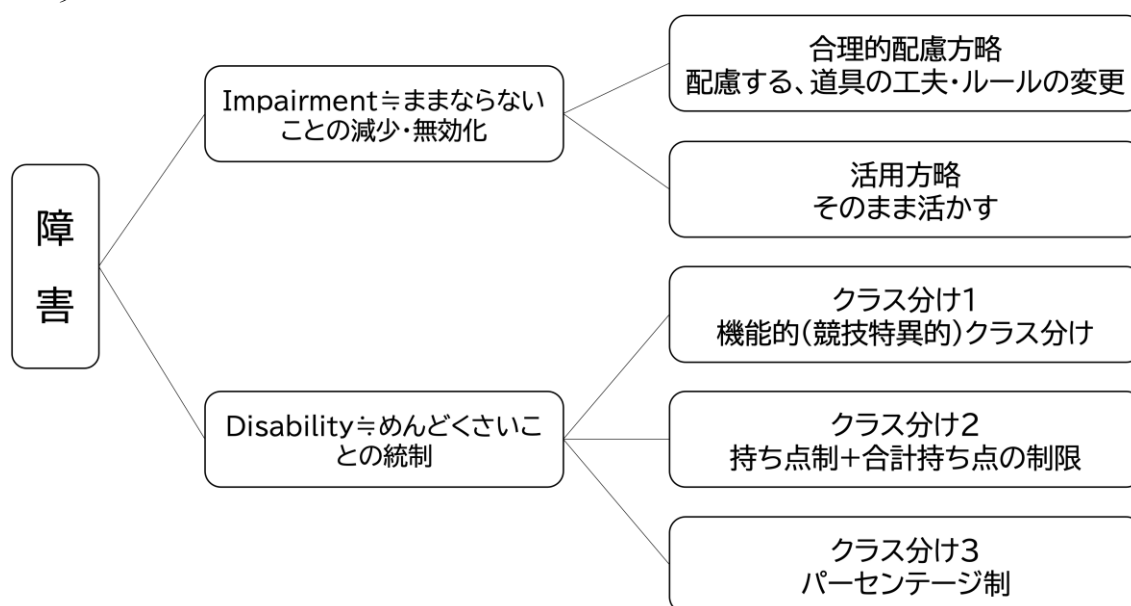 障
害
Impairment≒ままならない
ことの減少・無効化
合理的配慮方略
配慮する、道具の工夫・ルールの変更
活用方略
そのまま活かす
Disability≒めんどくさいこ
との統制
クラス分け1
機能的(競技特異的)クラス分け
クラス分け2
持ち点制+合計持ち点の制限
クラス分け3
パーセンテージ制